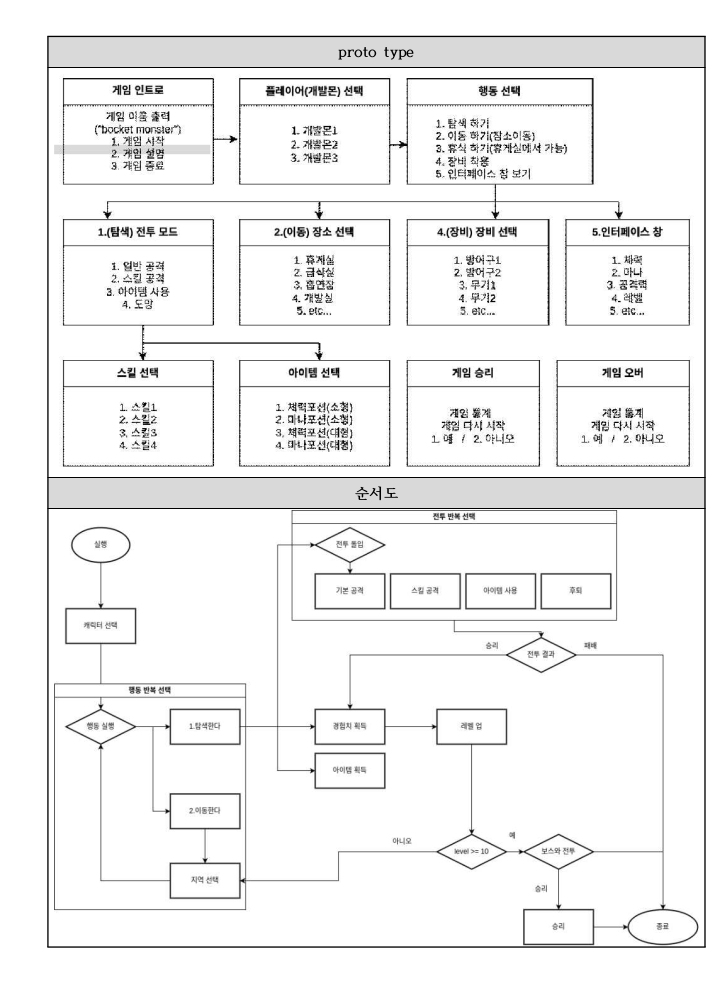 proto type
게임 인트로
게임 이름 출력
("bocket monster")
1. 게임 시작
2. 게임 설명
3. 게임 종료
플레이어(개발몬) 선택
1. 개발몬1
2. 개발몬2
3. 개발몬3
행동 선택
1. 탐색 하기
2. 이동 하기(장소이동)
3. 휴식 하기(휴게실에서 가능)
4. 장비 착용
5. 인터페이스 창 보기
1.(탐색) 전투 모드
1. 일반 공격
2. 스킬 공격
3. 아이템 사용
4. 도망
2.(이동) 장소 선택
1. 휴게실
2. 급식실
3. 흡연장
4. 개발실
5. etc...
4.(장비) 장비 선택
1. 방어구1
2. 방어구2
3. 무기1
4. 무기2
5. etc...
5.인터페이스 창
1. 체력
2. 마나
3. 공격력
4. 레벨
5. etc...
스킬 선택
1. 스킬1
2. 스킬2
3. 스킬3
4. 스킬4
아이템 선택
1. 체력포션(소형)
2. 마나포션(소형)
3. 체력포션(대형)
4. 마나포션(대형)
게임 승리
게임 통계
게임 다시 시작
1. 예 / 2. 아니오
게임 오버
게임 통계
게임 다시 시작
1. 예 / 2. 아니오
순서도
전투 반복 선택
실행
전투 돌입
기본 공격
스킬 공격
아이템 사용
후퇴
캐릭터 선택
승리
전투 결과
패배
행동 반복 선택
행동 실행
1.탐색한다
경험치 획득
레벨 업
아이템 획득
2.이동한다
아니오
level >= 10
예
보스와 전투
지역 선택
승리
승리
종료